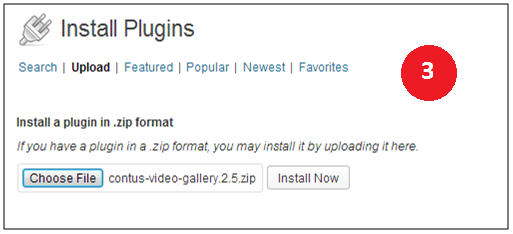 Install Plugins
Search | Upload | Featured | Popular | Newest | Favorites
3
Install a plugin in .zip format
If you have a plugin in a .zip format, you may install it by uploading it here.
Choose File contus-video-gallery.2.5.zip Install Now